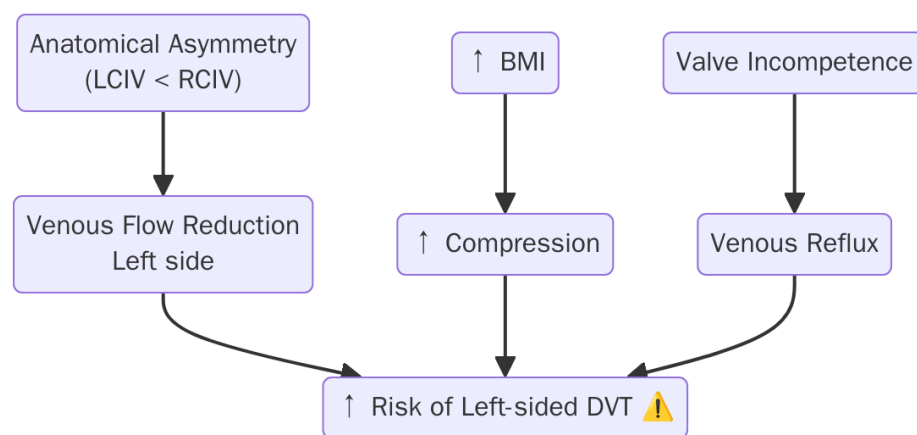 Anatomical Asymmetry
(LCIV < RCIV)
↑ BMI
Valve Incompetence
Venous Flow Reduction
Left side
↑ Compression
Venous Reflux
↑ Risk of Left-sided DVT ⚠️